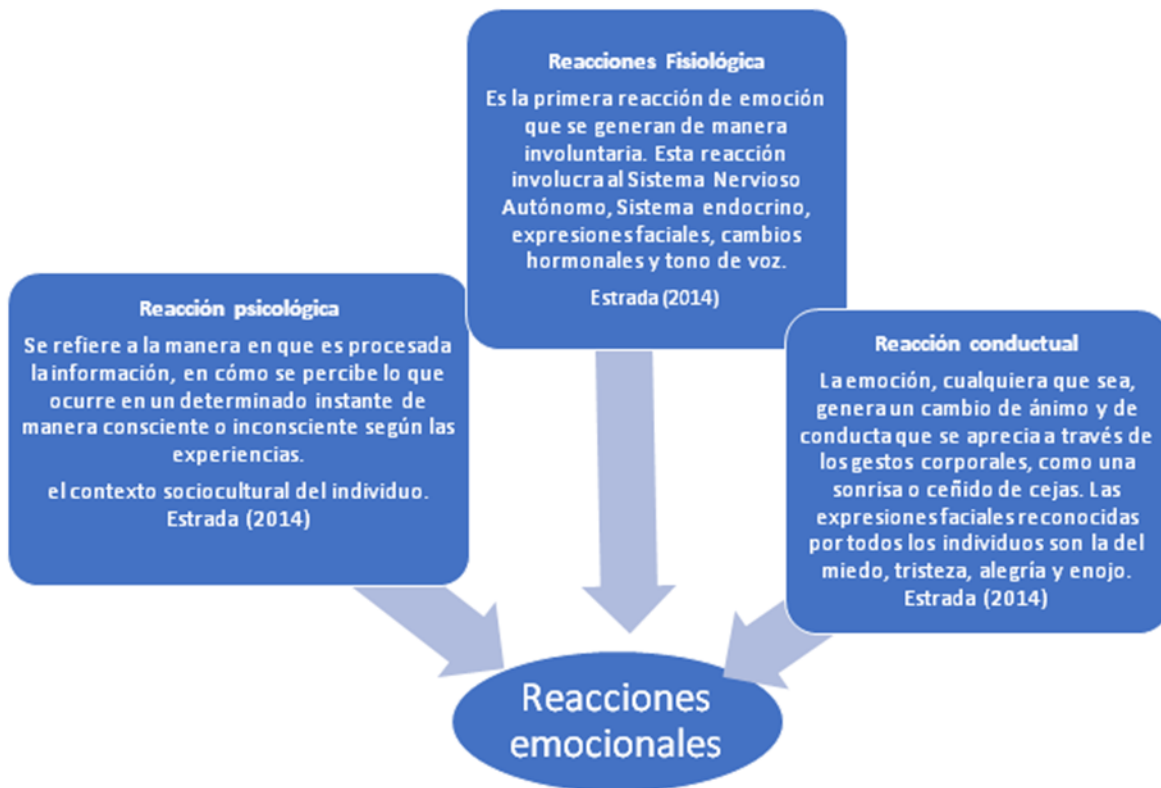 Reacciones Fisiológica
Es la primera reacción de emoción
que se generan de manera
involuntaria. Esta reacción
involucra al Sistema Nervioso
Autónomo, Sistema endocrino,
expresiones faciales, cambios
hormonales y tono de voz.
Estrada (2014)
Reacción psicológica
Se refiere a la manera en que es procesada
la información, en cómo se percibe lo que
ocurre en un determinado instante de
manera consciente o inconsciente según las
experiencias.
el contexto sociocultural del individuo.
Estrada (2014)
Reacción conductual
La emoción, cualquiera que sea,
genera un cambio de ánimo y de
conducta que se aprecia a través de
los gestos corporales, como una
sonrisa o ceñido de cejas. Las
expresiones faciales reconocidas
por todos los individuos son la del
miedo, tristeza, alegría y enojo.
Estrada (2014)
Reacciones
emocionales